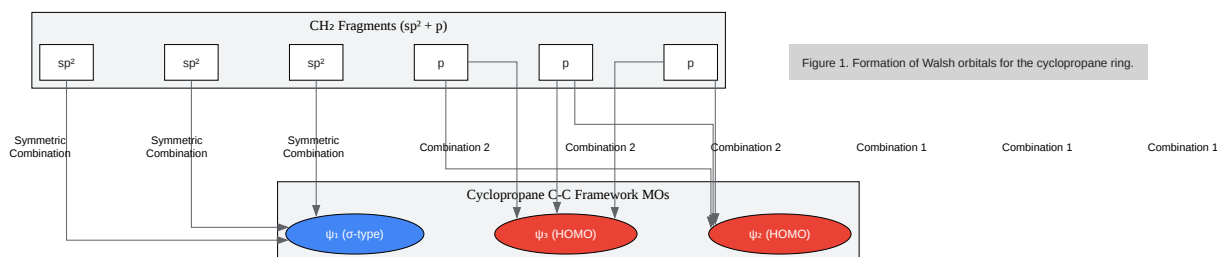 CH₂ Fragments (sp² + p)
sp²
sp²
sp²
p
p
p
Figure 1. Formation of Walsh orbitals for the cyclopropane ring.
Symmetric
Combination
Symmetric
Combination
Symmetric
Combination
Combination 2
Combination 2
Combination 2
Combination 1
Combination 1
Combination 1
Cyclopropane C-C Framework MOs
ψ₁ (σ-type)
ψ₃ (HOMO)
ψ₂ (HOMO)